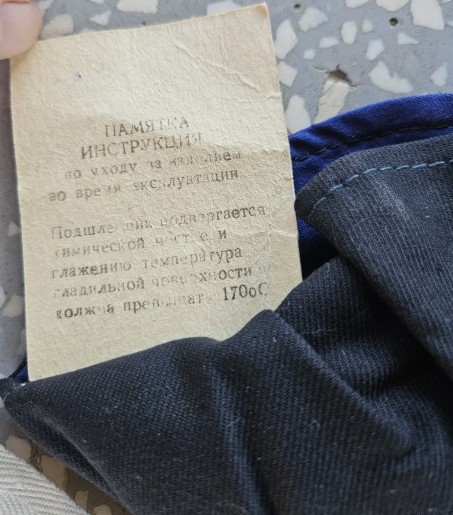 ПАМЯТКА
ИНСТРУКЦИЯ
по уходу за изделием
во время эксплуатации
Подшлемник подвергается
химической чистке и
глажению температура
гладильной поверхности
должна превышать 170оС